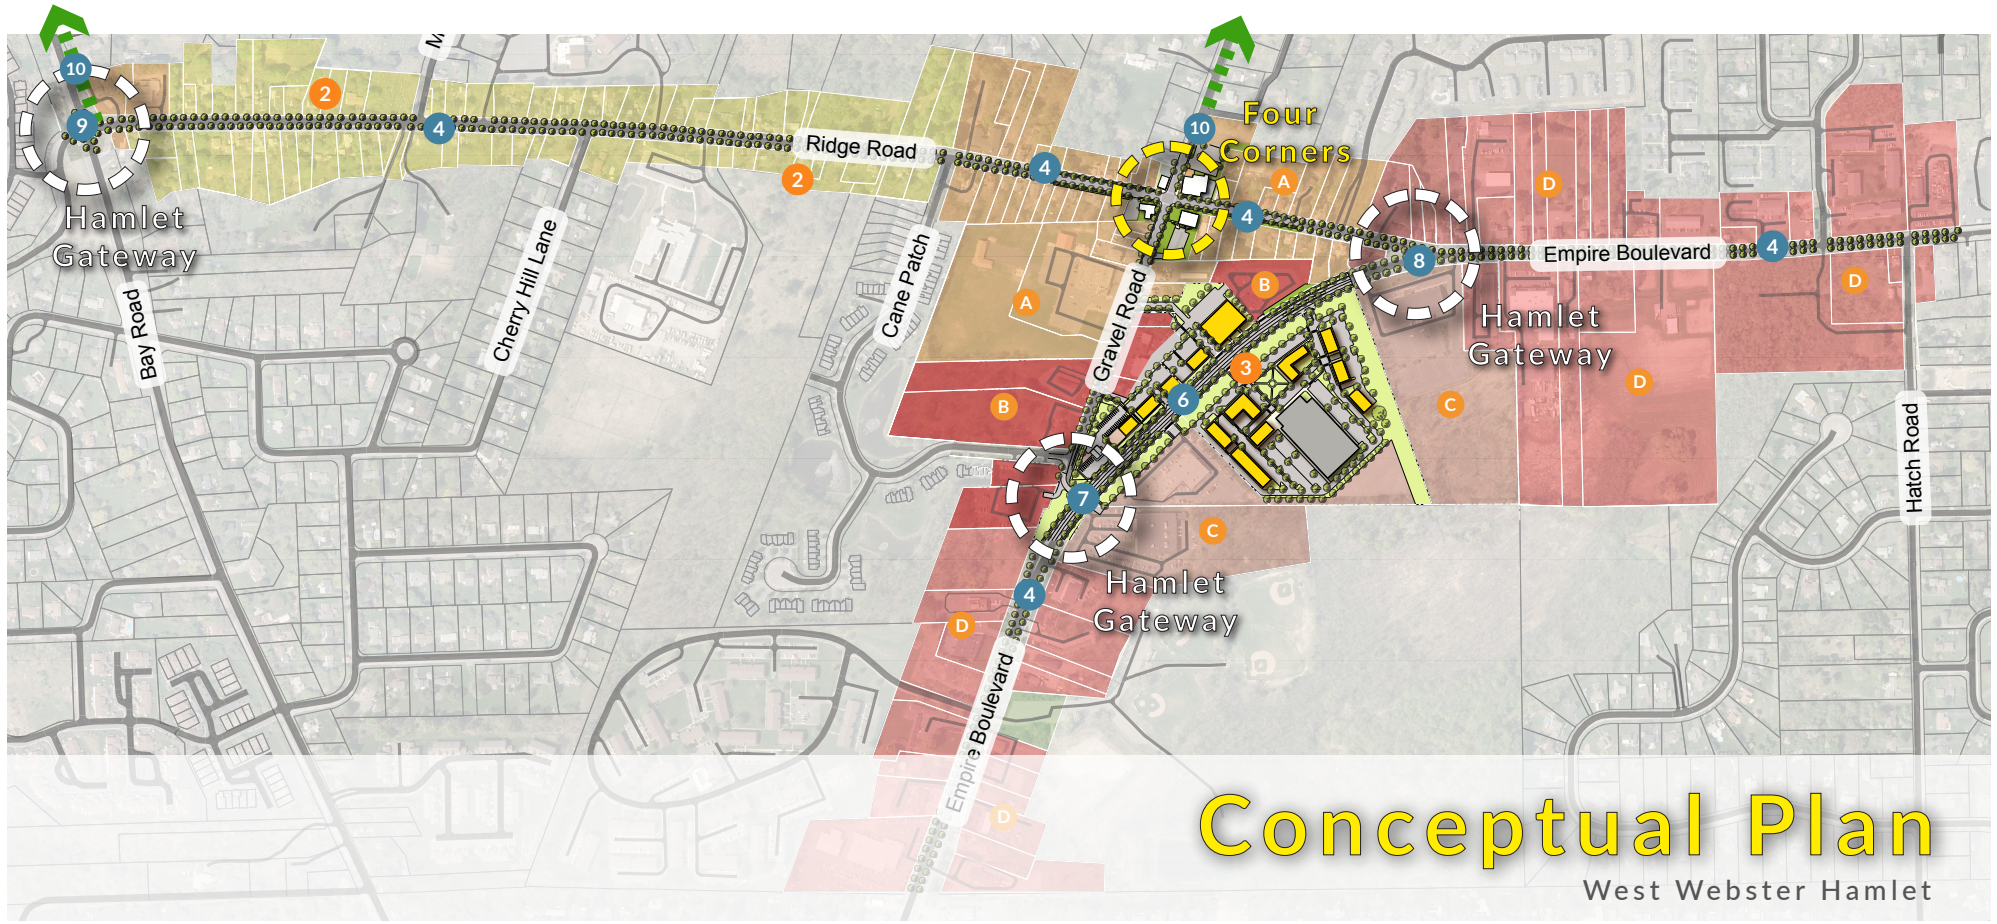 10
9
2
4
M
Ridge Road
2
4
10
Four
Corners
A
4
8
D
Empire Boulevard
4
D
Hamlet
Gateway
Bay Road
Cherry Hill Lane
Cane Patch
A
Gravel Road
B
Hamlet
Gateway
3
6
B
C
D
Hatch Road
7
C
Hamlet
Gateway
4
D
Empire Boulevard
D
Conceptual Plan
West Webster Hamlet